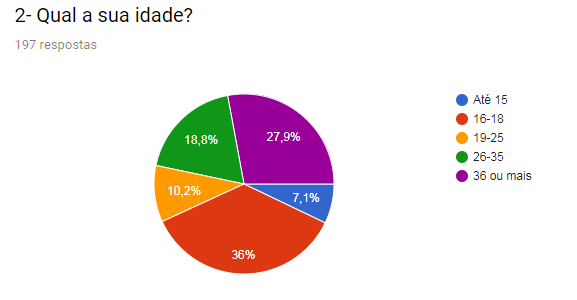 2- Qual a sua idade?
197 respostas
Até 15
16-18
19-25
26-35
36 ou mais
27,9%
18,8%
10,2%
7,1%
36%